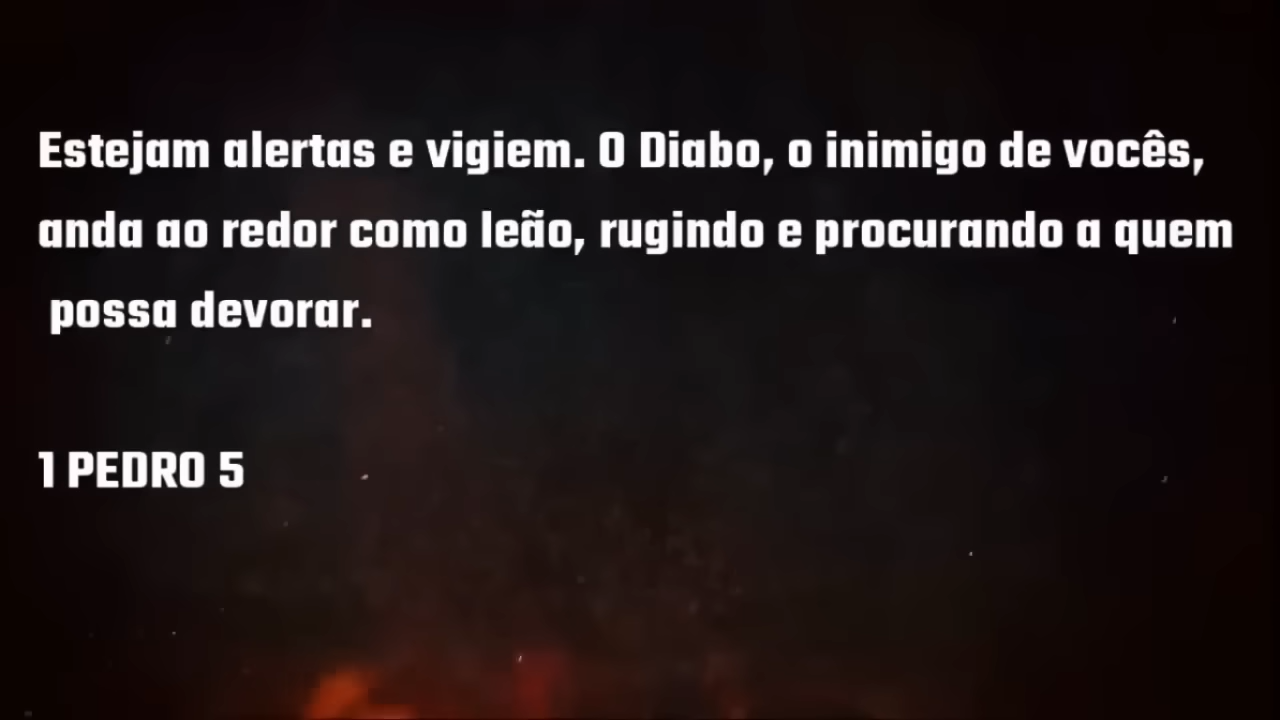 Estejam alertas e vigiem. O Diabo, o inimigo de vocês,
anda ao redor como leão, rugindo e procurando a quem
possa devorar.
1 PEDRO 5